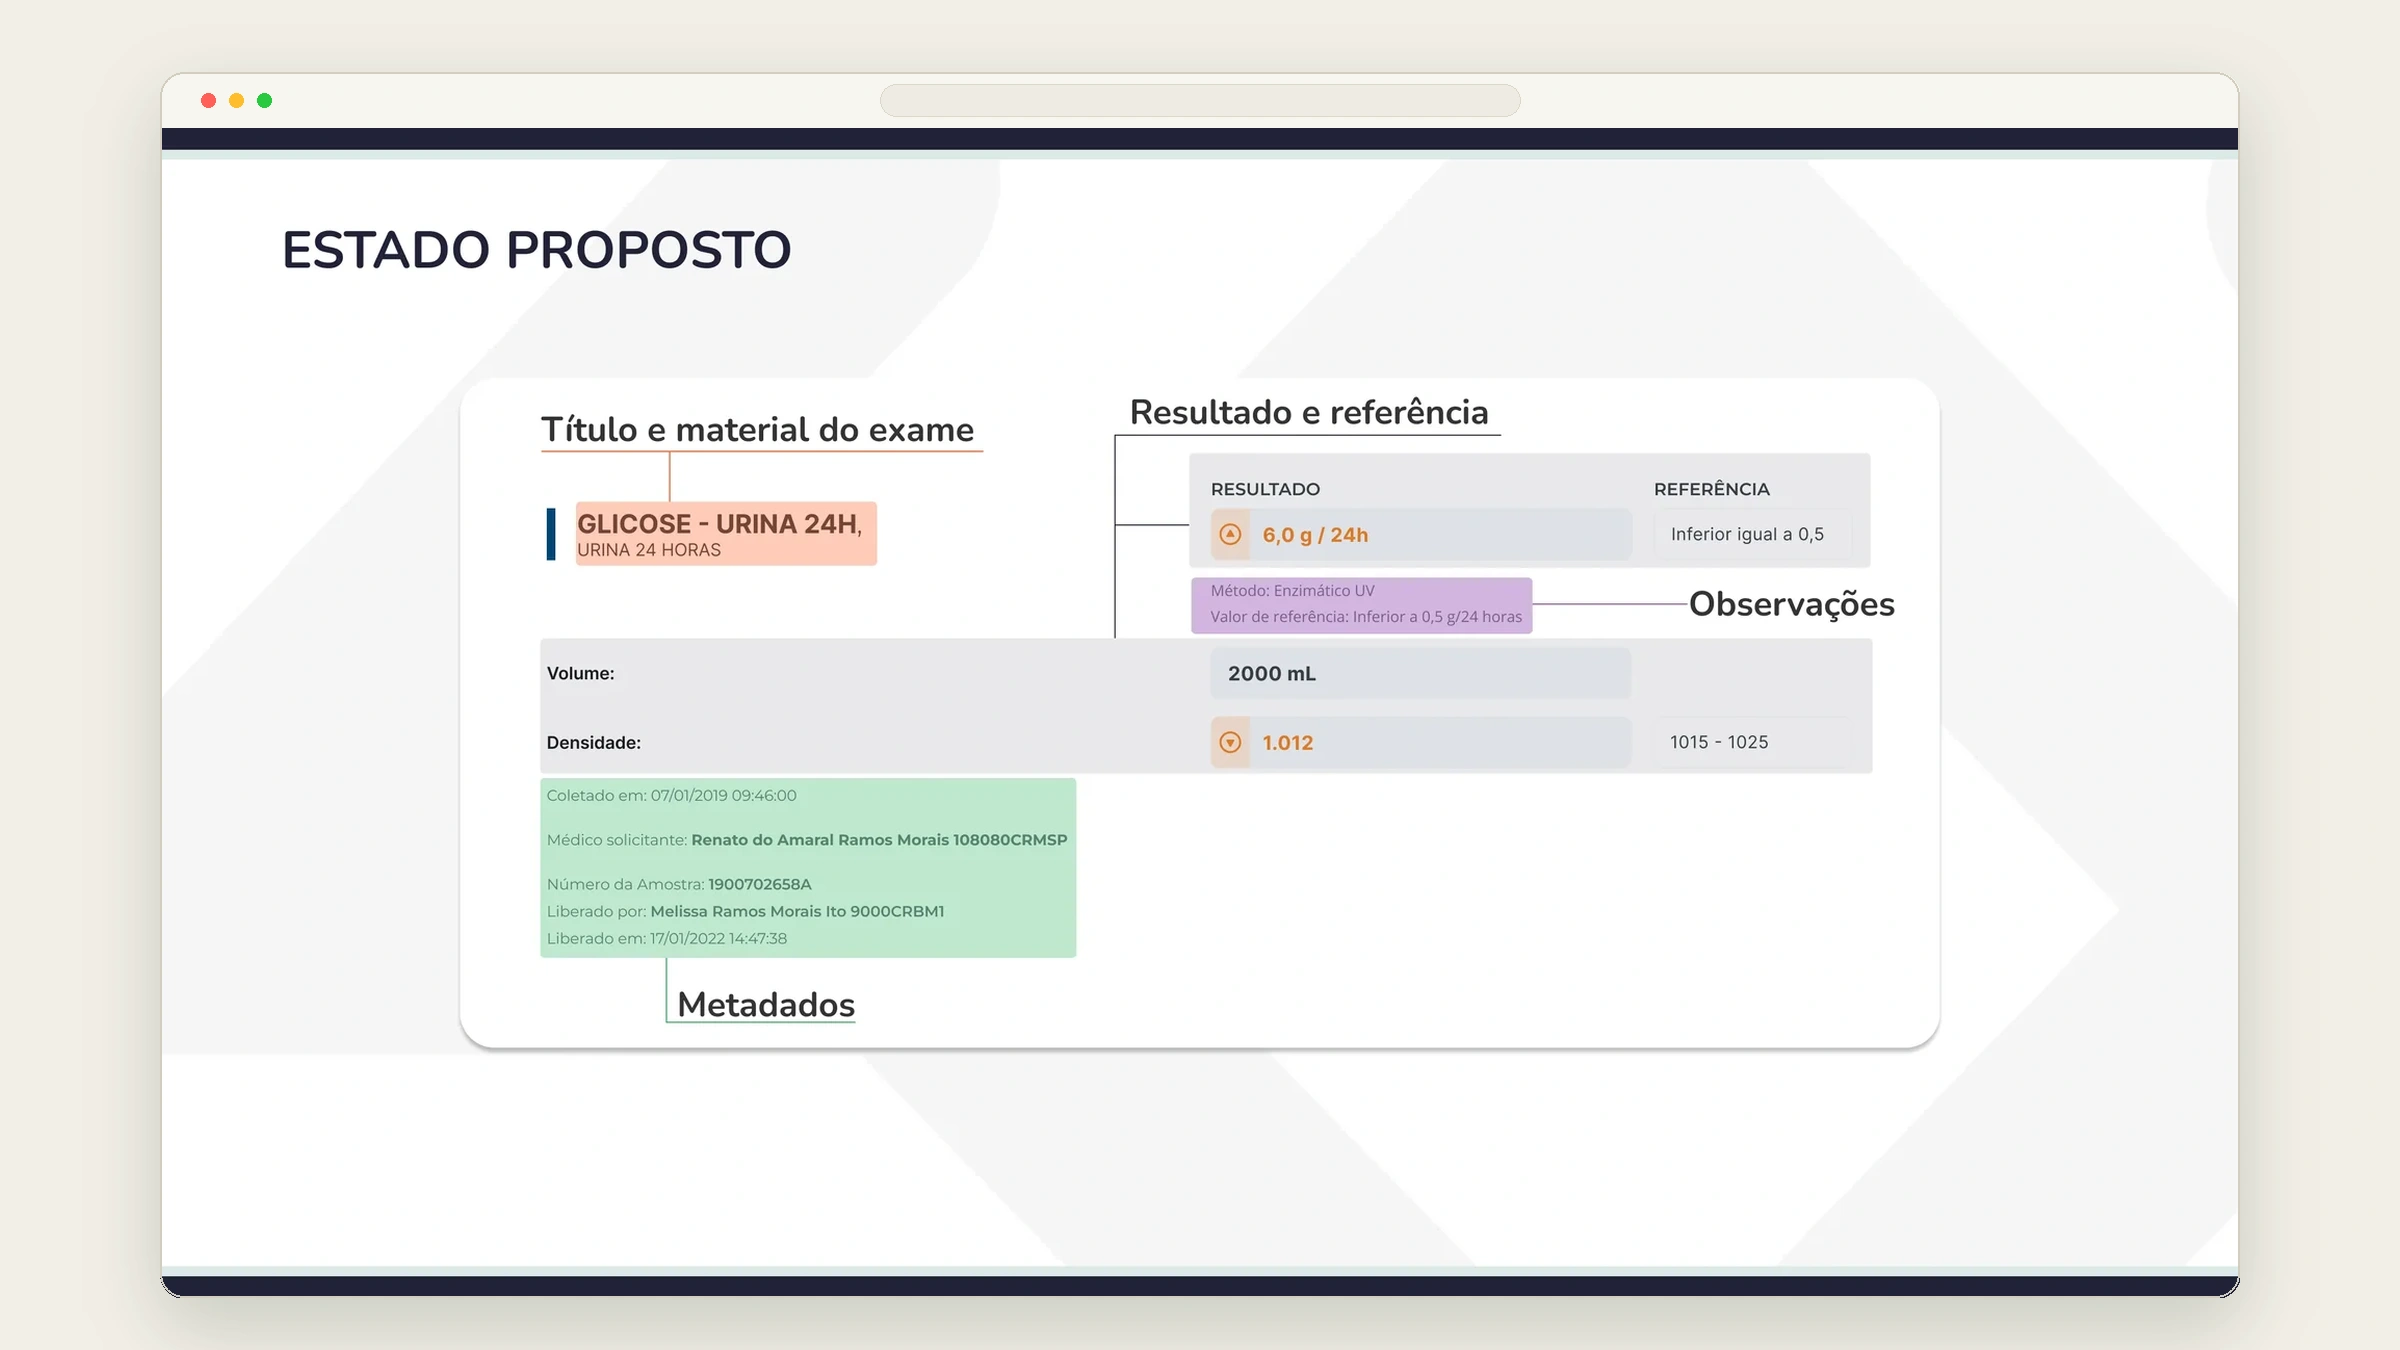 ESTADO PROPOSTO
Título e material do exame
GLICOSE - URINA 24H,
URINA 24 HORAS
Resultado e referência
RESULTADO REFERÊNCIA
6,0 g / 24h Inferior igual a 0,5
Método: Enzimático UV
Valor de referência: Inferior a 0,5 g/24 horas
Observações
Volume: 2000 mL
Densidade: 1.012 1015 - 1025
Coletado em: 07/01/2019 09:46:00
Médico solicitante: Renato do Amaral Ramos Morais 108080CRMSP
Número da Amostra: 1900702658A
Liberado por: Melissa Ramos Morais Ito 9000CRBM1
Liberado em: 17/01/2022 14:47:38
Metadados